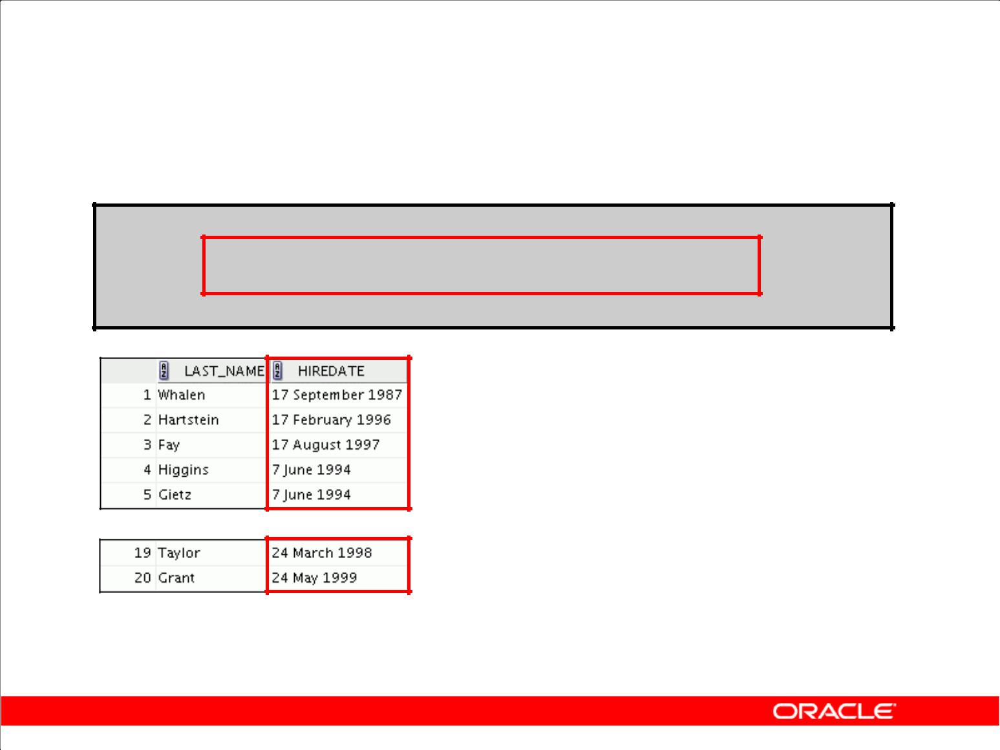 LAST_NAME HIREDATE
1 Whalen 17 September 1987
2 Hartstein 17 February 1996
3 Fay 17 August 1997
4 Higgins 7 June 1994
5 Gietz 7 June 1994
19 Taylor 24 March 1998
20 Grant 24 May 1999
ORACLE